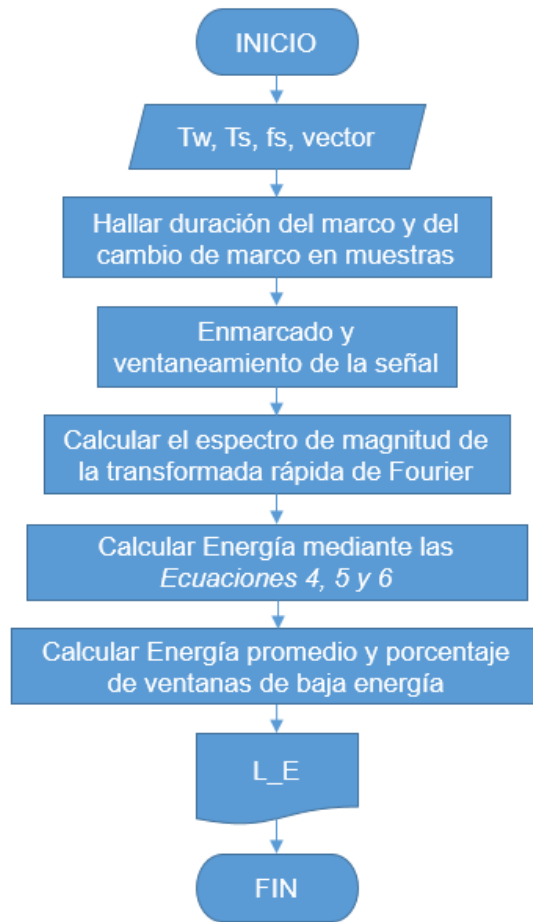 INICIO
Tw, Ts, fs, vector
Hallar duración del marco y del
cambio de marco en muestras
Enmarcado y
ventaneamiento de la señal
Calcular el espectro de magnitud de
la transformada rápida de Fourier
Calcular Energía mediante las
Ecuaciones 4, 5 y 6
Calcular Energía promedio y porcentaje
de ventanas de baja energía
L_E
FIN